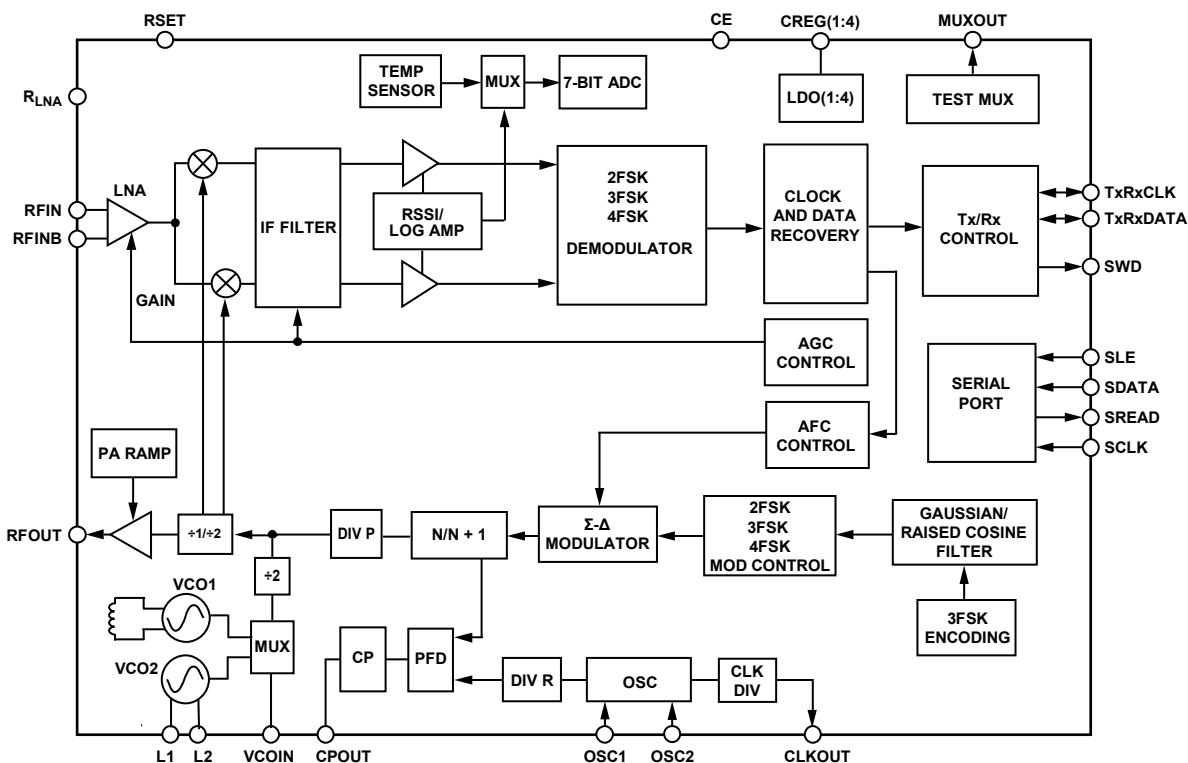 RSET
CE
CREG(1:4)
MUXOUT
TEMP
SENSOR
MUX
7-BIT ADC
LDO(1:4)
TEST MUX
RLNA
LNA
RFIN
RFINB
GAIN
IF FILTER
RSSI/
LOG AMP
2FSK
3FSK
4FSK
DEMODULATOR
CLOCK
AND DATA
RECOVERY
Tx/Rx
CONTROL
TxRxCLK
TxRxDATA
SWD
AGC
CONTROL
SERIAL
PORT
SLE
SDATA
SREAD
SCLK
AFC
CONTROL
PA RAMP
RFOUT
÷1/÷2
DIV P
N/N + 1
Σ-Δ
MODULATOR
2FSK
3FSK
4FSK
MOD CONTROL
GAUSSIAN/
RAISED COSINE
FILTER
÷2
VCO1
MUX
3FSK
ENCODING
VCO2
CP
PFD
DIV R
OSC
CLK
DIV
L1
L2
VCOIN
CPOUT
OSC1
OSC2
CLKOUT